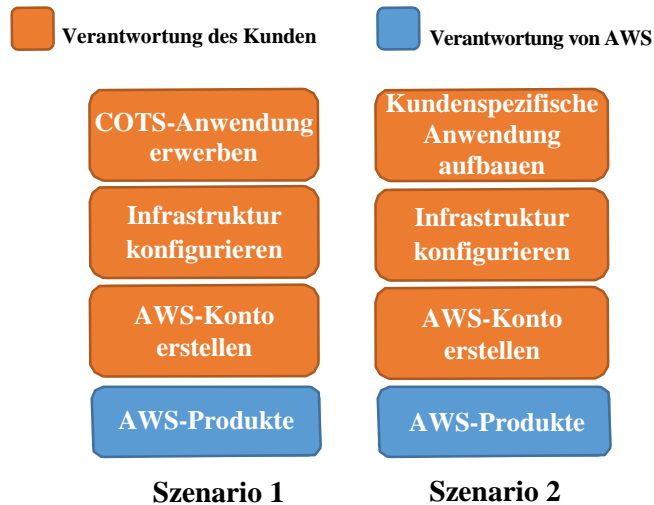 Verantwortung des Kunden
Verantwortung von AWS
COTS-Anwendung
erwerben
Infrastruktur
konfigurieren
AWS-Konto
erstellen
AWS-Produkte
Szenario 1
Kundenspezifische
Anwendung
aufbauen
Infrastruktur
konfigurieren
AWS-Konto
erstellen
AWS-Produkte
Szenario 2